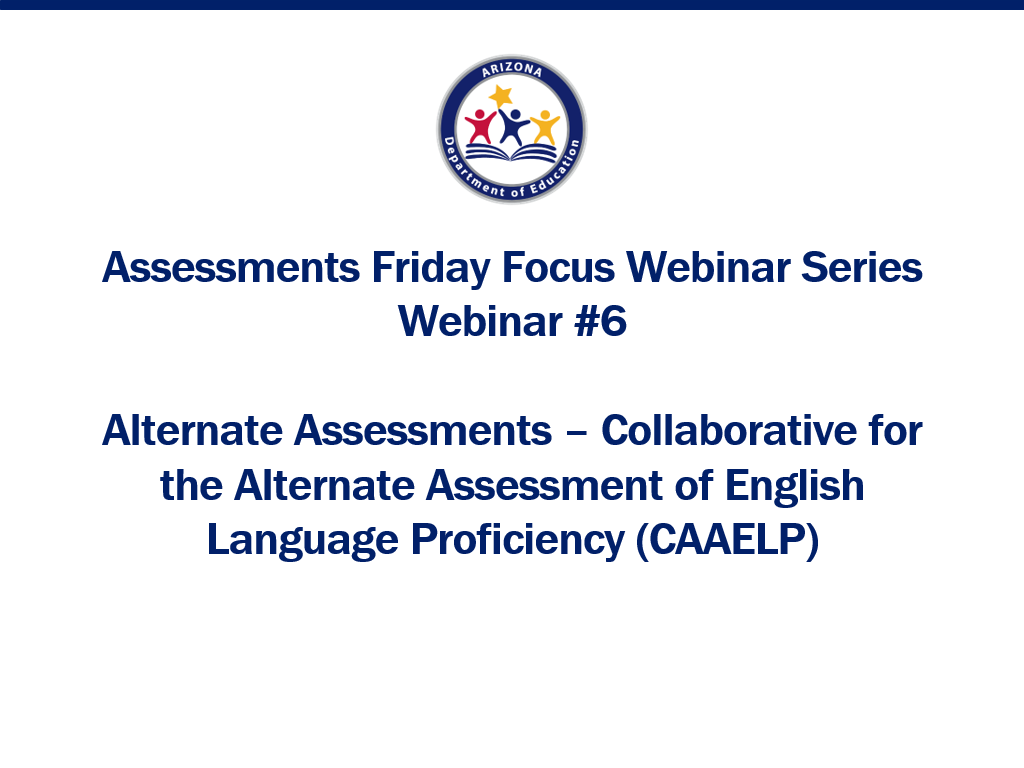 ARIZONA
Department of Education
Assessments Friday Focus Webinar Series
Webinar #6
Alternate Assessments – Collaborative for
the Alternate Assessment of English
Language Proficiency (CAAELP)